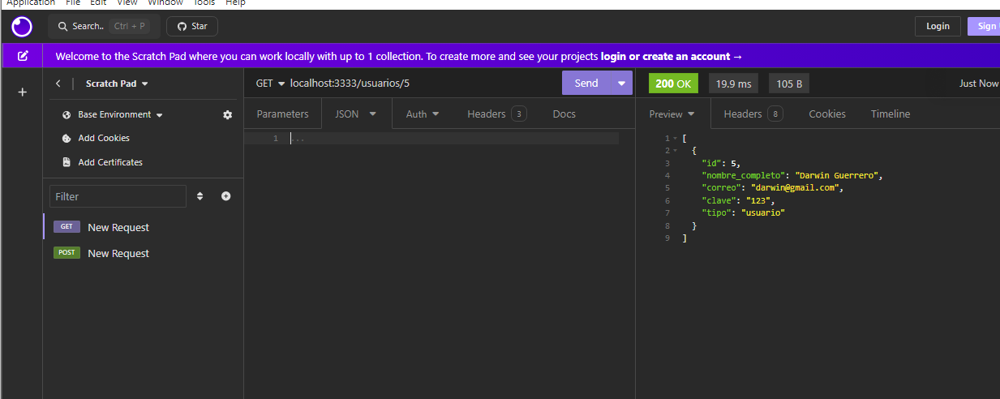 Application File Edit View Window Tools Help
Search.. Ctrl + P Star Login Sign
Welcome to the Scratch Pad where you can work locally with up to 1 collection. To create more and see your projects login or create an account →
Scratch Pad
GET localhost:3333/usuarios/5 Send
200 OK 19.9 ms 105 B Just Now
Base Environment
Add Cookies
Add Certificates
Filter
GET New Request
POST New Request
Parameters JSON Auth Headers 3 Docs
1 ...
Preview Headers 8 Cookies Timeline
1 [
2 {
3 "id": 5,
4 "nombre_completo": "Darwin Guerrero",
5 "correo": "darwin@gmail.com",
6 "clave": "123",
7 "tipo": "usuario"
8 }
9 ]